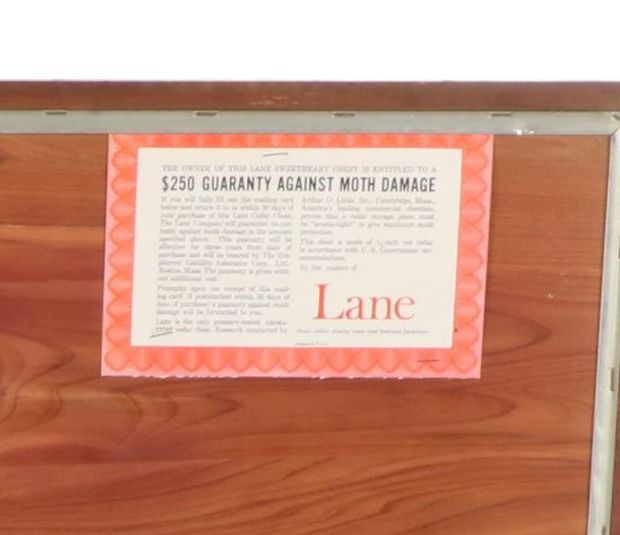 THE OWNER OF THIS LANE SWEETHEART CHEST IS ENTITLED TO A
$250 GUARANTY AGAINST MOTH DAMAGE
If you will fully fill out the mailing card
below and return it to us within 30 days of
your purchase of this Lane Cedar Chest,
The Lane Company will guarantee its con-
tents against moth damage in the amount
specified above. This guaranty will be
effective for three years from date of
purchase and will be insured by The Em-
ployers' Liability Assurance Corp., Ltd.,
Boston, Mass. The guaranty is given with-
out additional cost.
Promptly upon our receipt of this mail-
ing card (if postmarked within 30 days of
date of purchase) a guaranty against moth
damage will be forwarded to you.
Lane is the only pressure-tested, aroma-
tight cedar chest. Research conducted by
Arthur D. Little, Inc., Cambridge, Mass.,
America's leading commercial chemists,
proves that a cedar storage piece must
be "aroma-tight" to give maximum moth
protection.
This chest is made of inch red cedar
in accordance with U. S. Government rec-
ommendations.
By the makers of
Lane
chests, tables, dining room and bedroom furniture